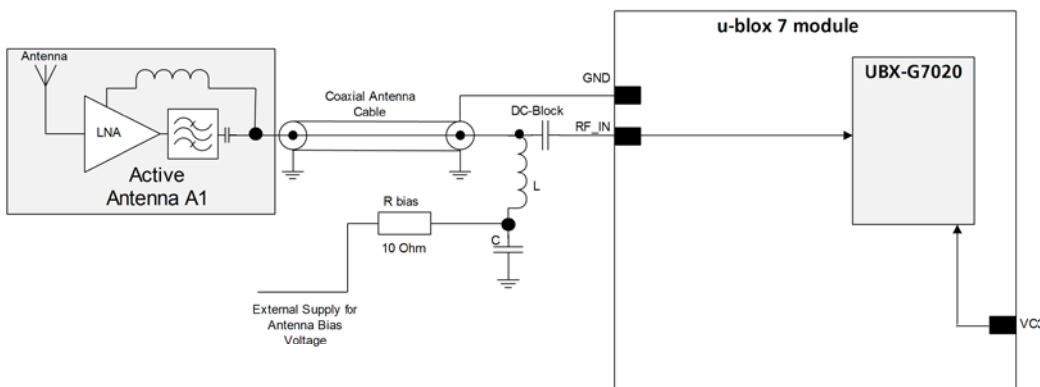 u-blox 7 module
Antenna
UBX-G7020
GND
Coaxial Antenna
Cable
DC-Block
RF_IN
LNA
Active
Antenna A1
L
R bias
C
10 Ohm
External Supply for
Antenna Bias
Voltage